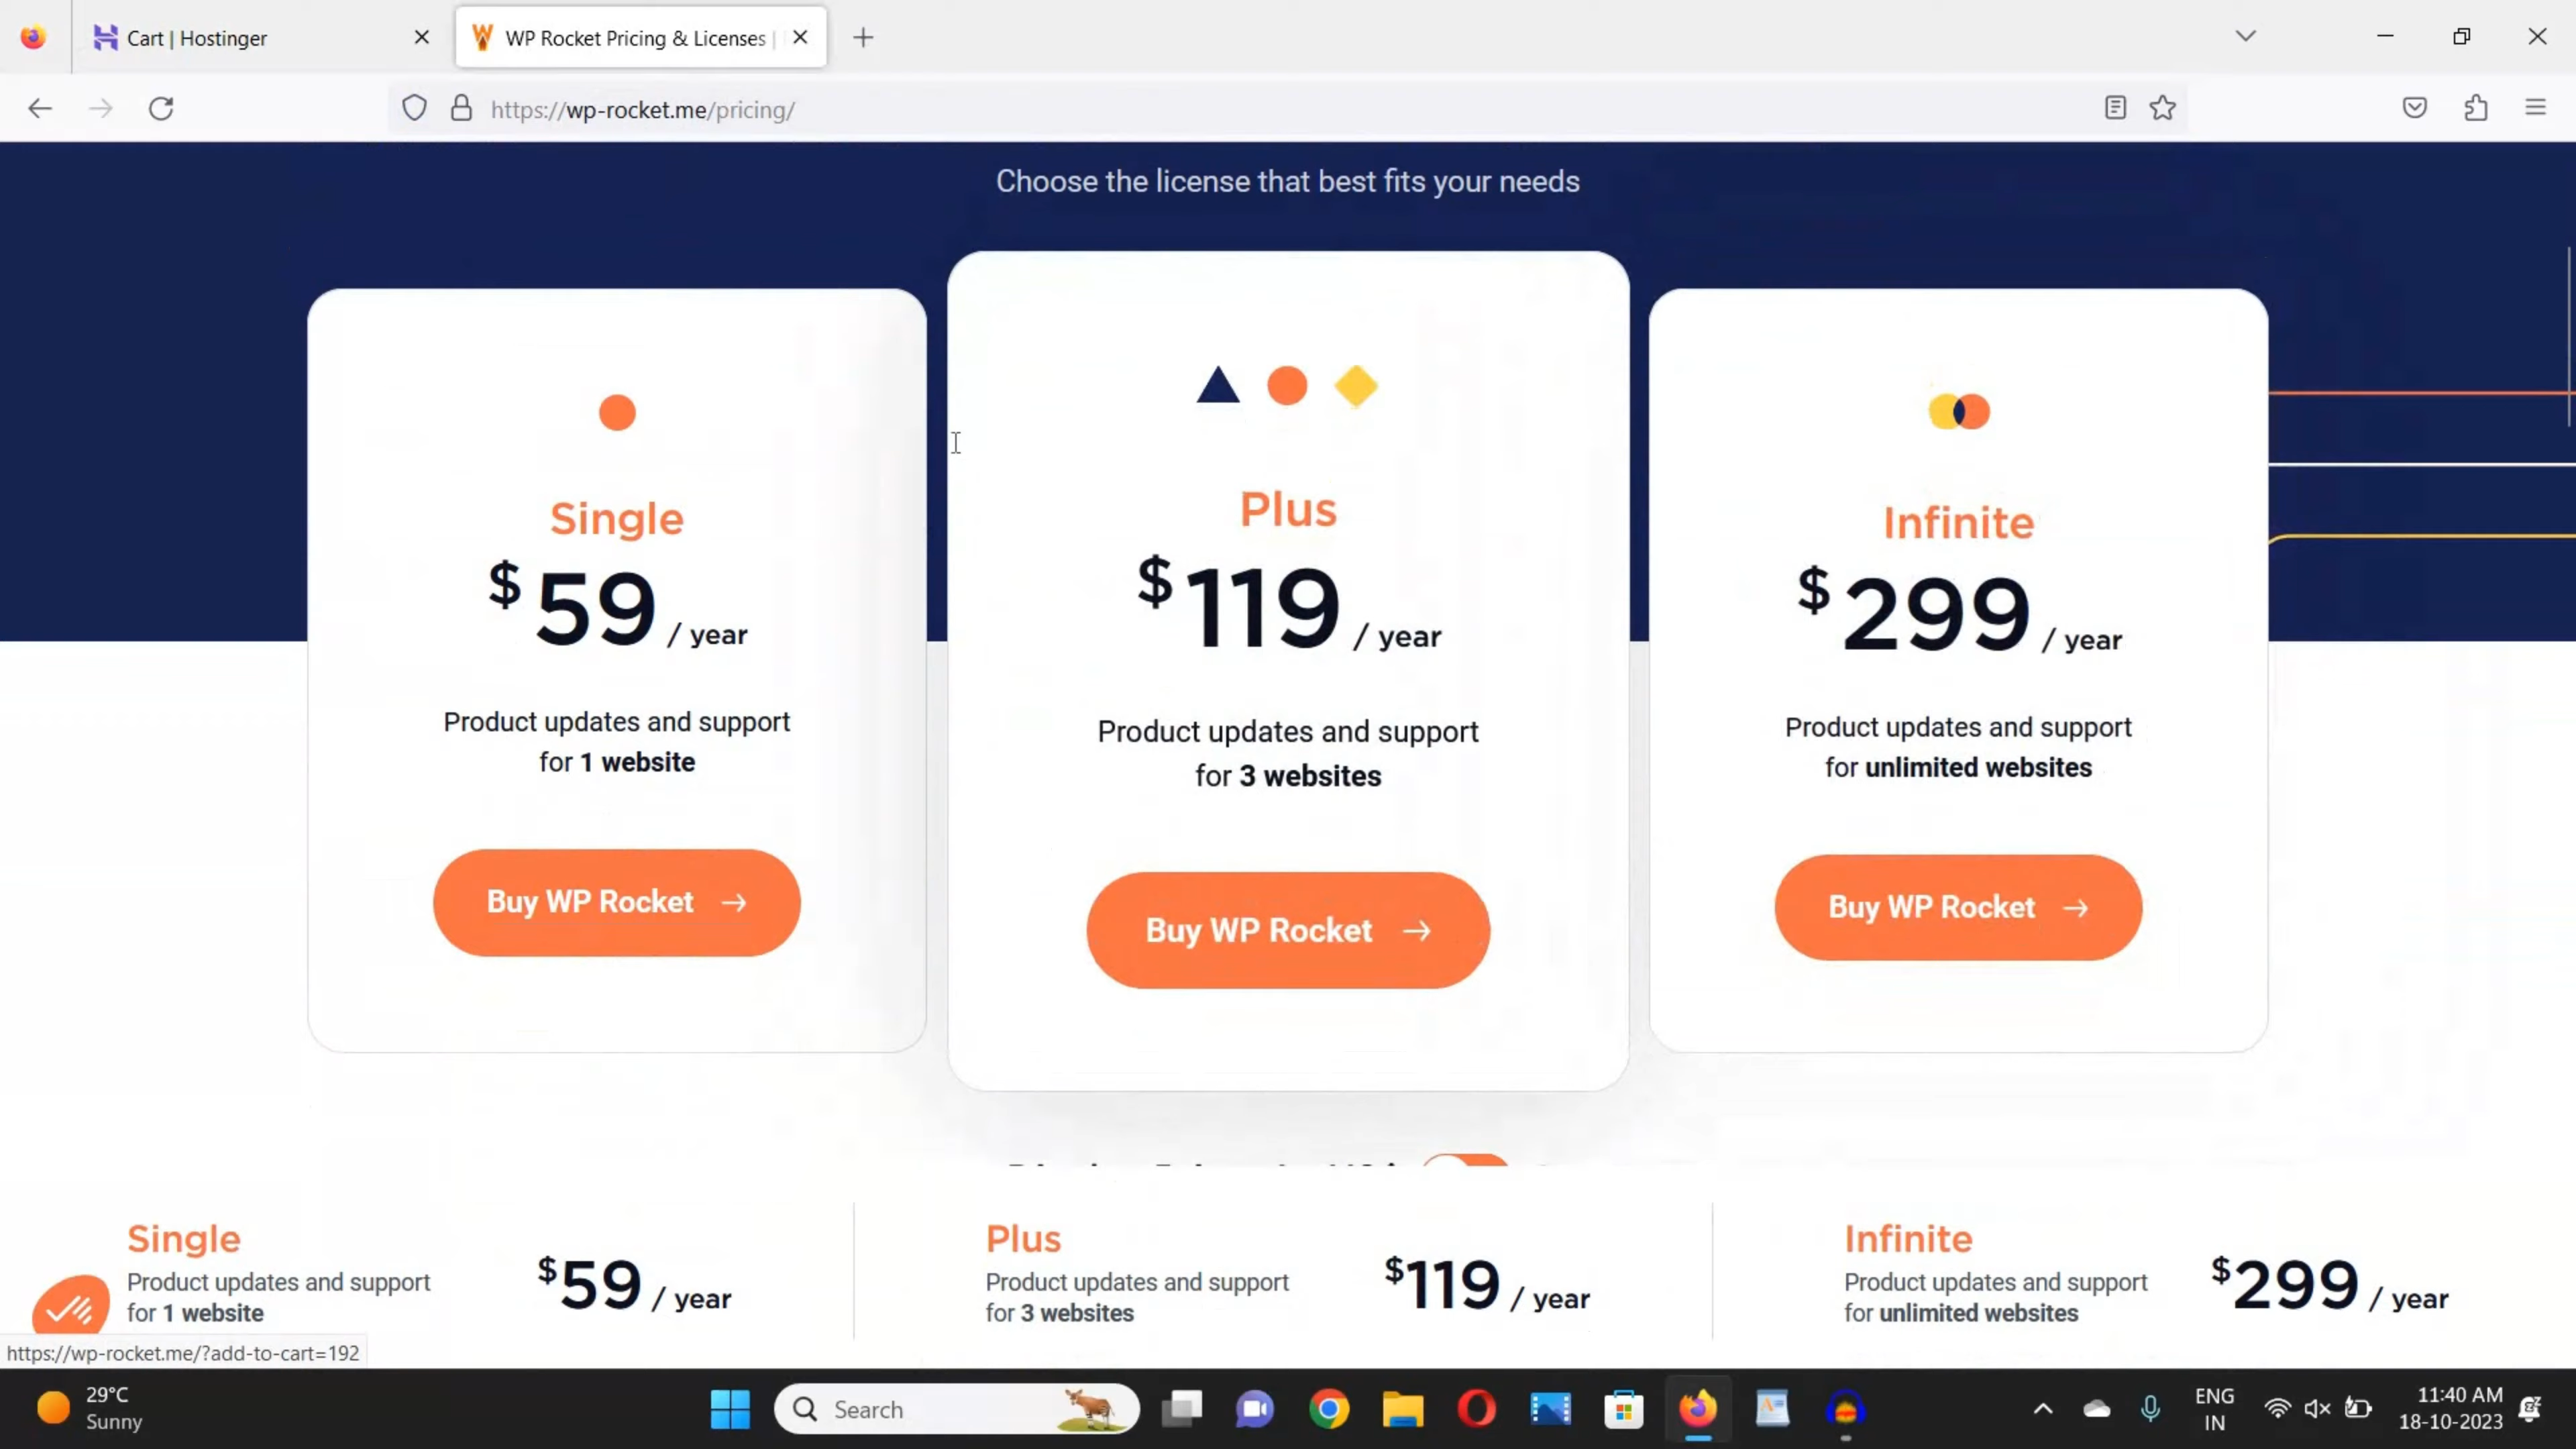 Cart | Hostinger
WP Rocket Pricing & Licenses |
https://wp-rocket.me/pricing/
Choose the license that best fits your needs
Single
$59 / year
Product updates and support
for 1 website
Buy WP Rocket →
Plus
$119 / year
Product updates and support
for 3 websites
Buy WP Rocket →
Infinite
$299 / year
Product updates and support
for unlimited websites
Buy WP Rocket →
Single
Product updates and support
for 1 website
$59 / year
Plus
Product updates and support
for 3 websites
$119 / year
Infinite
Product updates and support
for unlimited websites
$299 / year
https://wp-rocket.me/?add-to-cart=192
29°C
Sunny
Search
ENG
IN
11:40 AM
18-10-2023